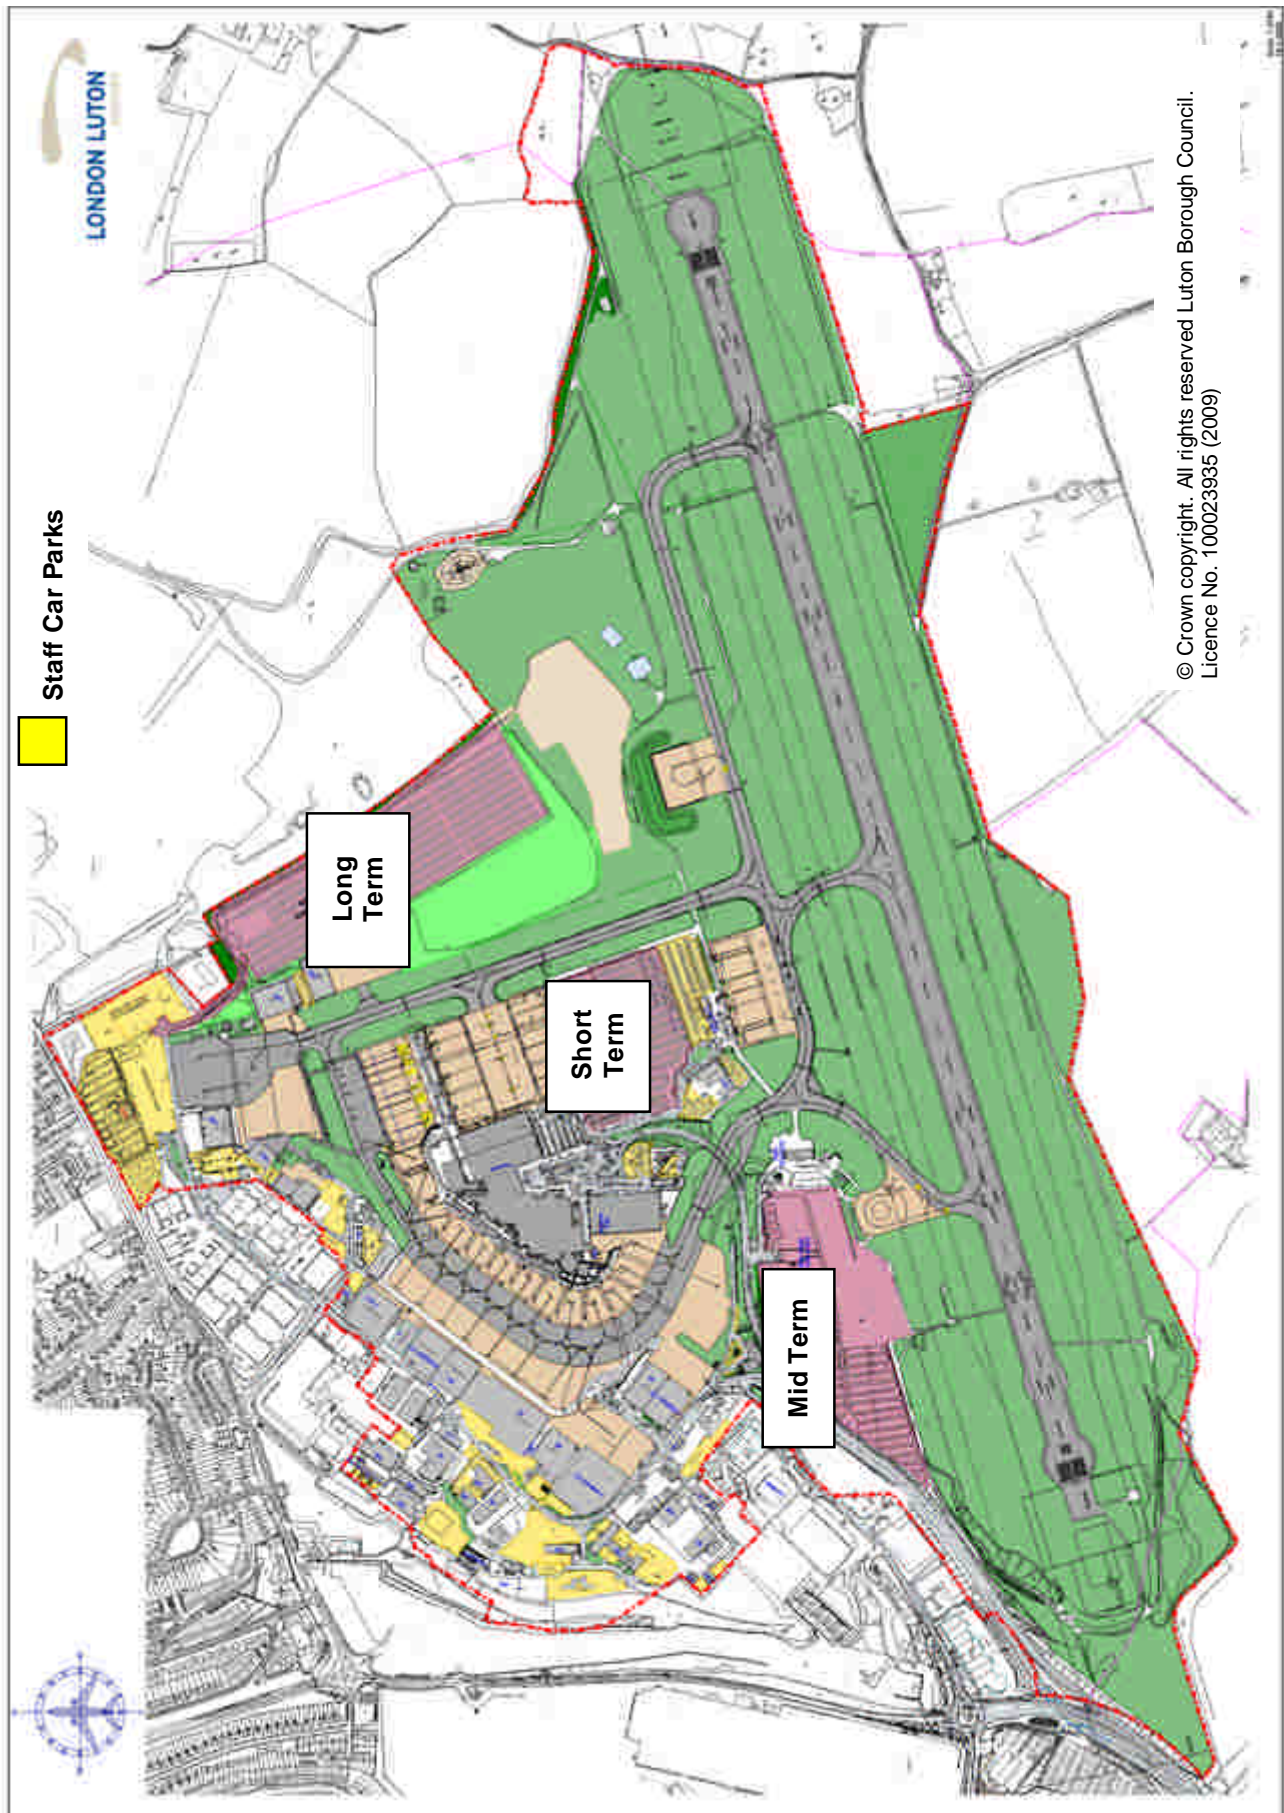 LONDON LUTON
Staff Car Parks
Long
Term
Short
Term
Mid Term
© Crown copyright. All rights reserved Luton Borough Council.
Licence No. 100023935 (2009)